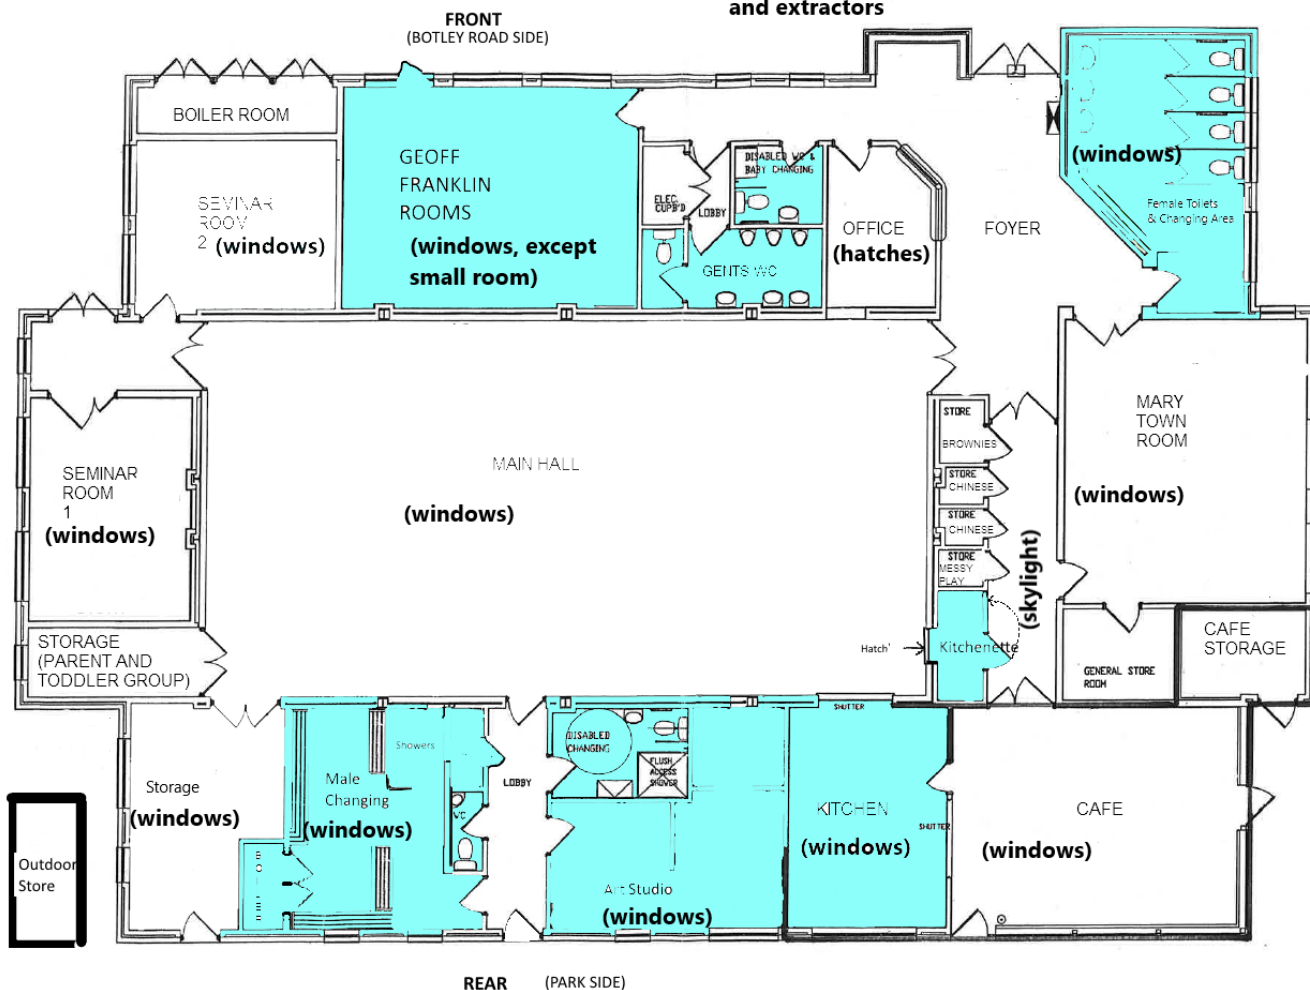 and extractors
FRONT
(BOTLEY ROAD SIDE)
BOILER ROOM
GEOFF
FRANKLIN
ROOMS
(windows, except
small room)
SEMINAR
ROOM
2 (windows)
ELEC.
CUPB'D
LOBBY
DISABLED WC &
BABY CHANGING
GENTS WC
OFFICE
(hatches)
FOYER
(windows)
Female Toilets
& Changing Area
SEMINAR
ROOM
1
(windows)
MAIN HALL
(windows)
STORE
BROWNIES
STORE
CHINESE
STORE
CHINESE
STORE
MESSY
PLAY
(skylight)
MARY
TOWN
ROOM
(windows)
Hatch'
Kitchenette
GENERAL STORE
ROOM
CAFE
STORAGE
STORAGE
(PARENT AND
TODDLER GROUP)
Storage
(windows)
Outdoor
Store
Male
Changing
(windows)
Showers
WC
LOBBY
DISABLED
CHANGING
FLUSH
ACCESS
SHOWER
Art Studio
(windows)
SHUTTER
KITCHEN
SHUTTER
(windows)
CAFE
(windows)
REAR (PARK SIDE)